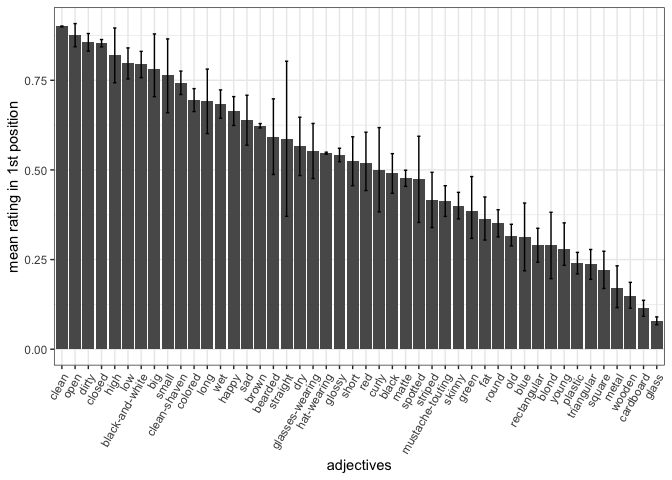 mean rating in 1st position
0.75
0.50
0.25
0.00
clean
open
dirty
closed
high
low
black-and-white
big
small
clean-shaven
colored
long
wet
happy
sad
brown
bearded
straight
dry
glasses-wearing
hat-wearing
glossy
short
red
curly
black
matte
spotted
striped
mustache-touting
skinny
green
fat
round
old
blue
rectangular
blond
young
plastic
triangular
square
metal
wooden
cardboard
glass
adjectives